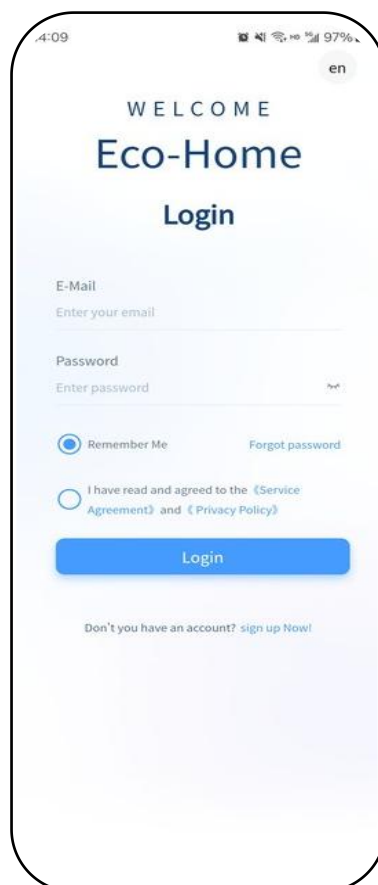 4:09
97%
en
WELCOME
Eco-Home
Login
E-Mail
Enter your email
Password
Enter password
Remember Me
Forgot password
I have read and agreed to the 《Service
Agreement》 and 《 Privacy Policy》
Login
Don't you have an account? sign up Now!